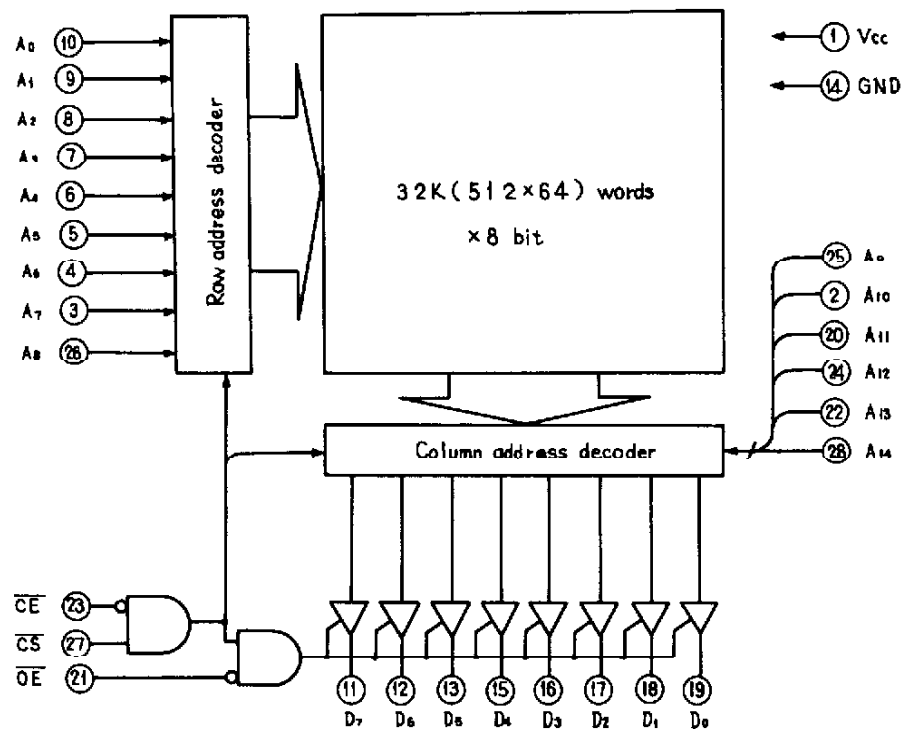 A0 10
A1 9
A2 8
A3 7
A4 6
A5 5
A6 4
A7 3
A8 26
Row address decoder
32K(512×64) words
×8 bit
1 Vcc
14 GND
25 A9
2 A10
20 A11
24 A12
22 A13
28 A14
Column address decoder
C̅E̅ 23
C̅S̅ 27
O̅E̅ 21
11 12 13 15 16 17 18 19
D7 D6 D5 D4 D3 D2 D1 D0